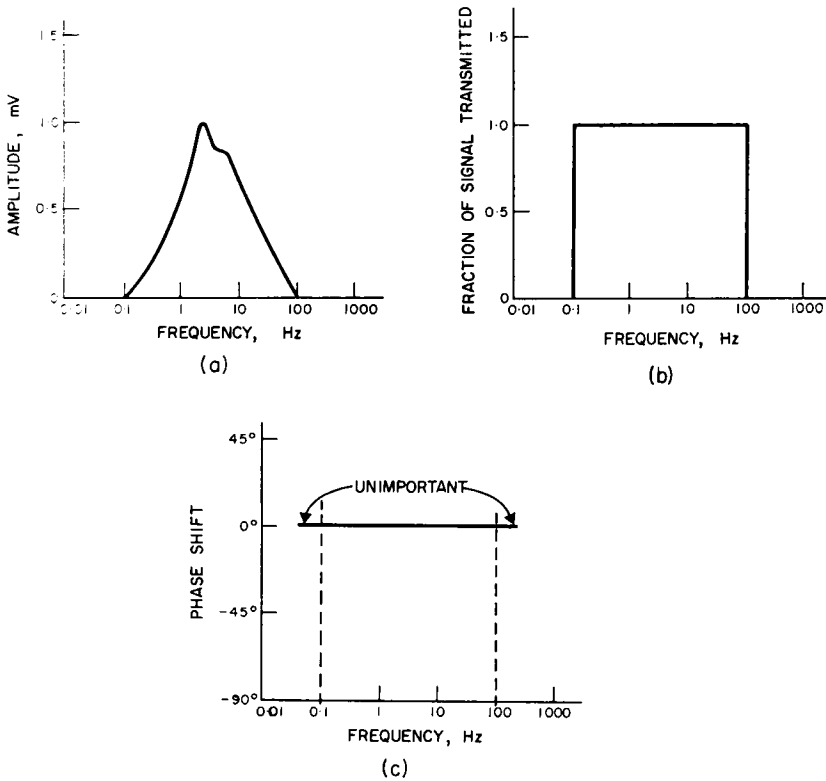 AMPLITUDE, mV
1·5
1·0
0·5
0
0·01 0·1 1 10 100 1000
FREQUENCY, Hz
(a)
FRACTION OF SIGNAL TRANSMITTED
1·5
1·0
0·5
0
0·01 0·1 1 10 100 1000
FREQUENCY, Hz
(b)
PHASE SHIFT
45°
UNIMPORTANT
0°
-45°
-90°
0·01 0·1 1 10 100 1000
FREQUENCY, Hz
(c)